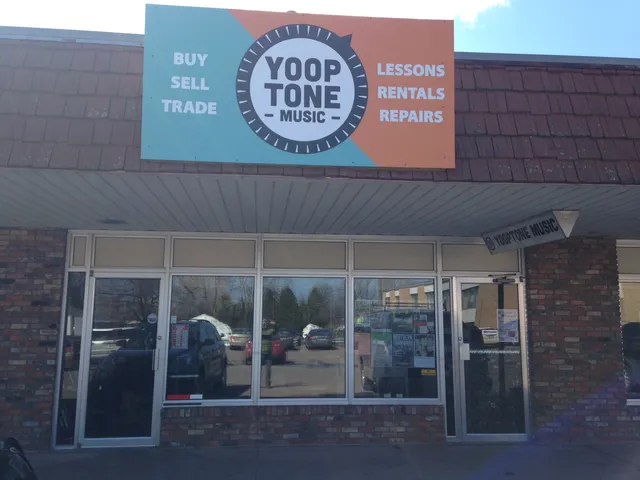 BUY
SELL
TRADE
YOOP
TONE
- MUSIC -
LESSONS
RENTALS
REPAIRS
YOOPTONE MUSIC